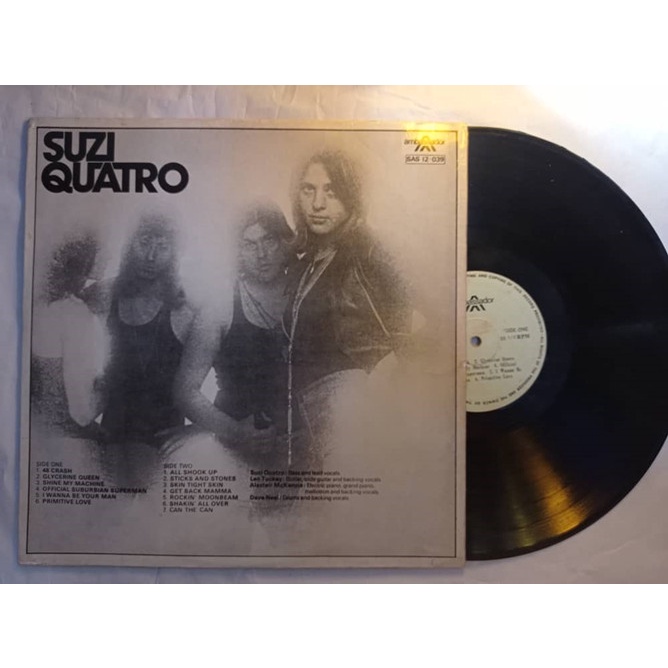 SUZI
QUATRO
ambassador
SAS 12-039
SIDE ONE
1. 48 CRASH
2. GLYCERINE QUEEN
3. SHINE MY MACHINE
4. OFFICIAL SUBURBIAN SUPERMAN
5. I WANNA BE YOUR MAN
6. PRIMITIVE LOVE
SIDE TWO
1. ALL SHOOK UP
2. STICKS AND STONES
3. SKIN TIGHT SKIN
4. GET BACK MAMMA
5. ROCKIN' MOONBEAM
6. SHAKIN' ALL OVER
7. CAN THE CAN
Suzi Quatro : Bass and lead vocals
Len Tuckey : Guitar, slide guitar and backing vocals
Alastair McKenzie : Electric piano, grand piano,
mellotron and backing vocals
Dave Neal : Drums and backing vocals
ambassador
SIDE ONE